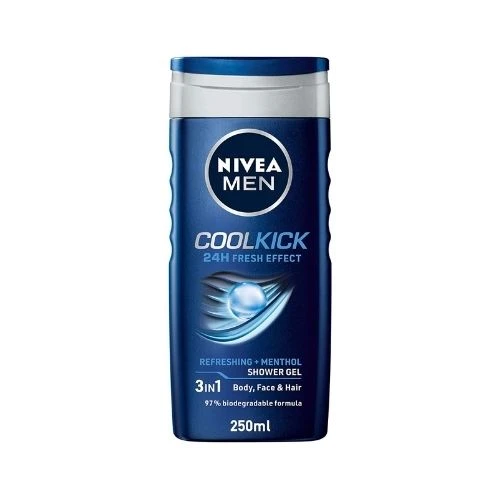 NIVEA
MEN
COOLKICK
24H FRESH EFFECT
REFRESHING + MENTHOL
SHOWER GEL
3IN1 Body, Face & Hair
97% biodegradable formula
250ml